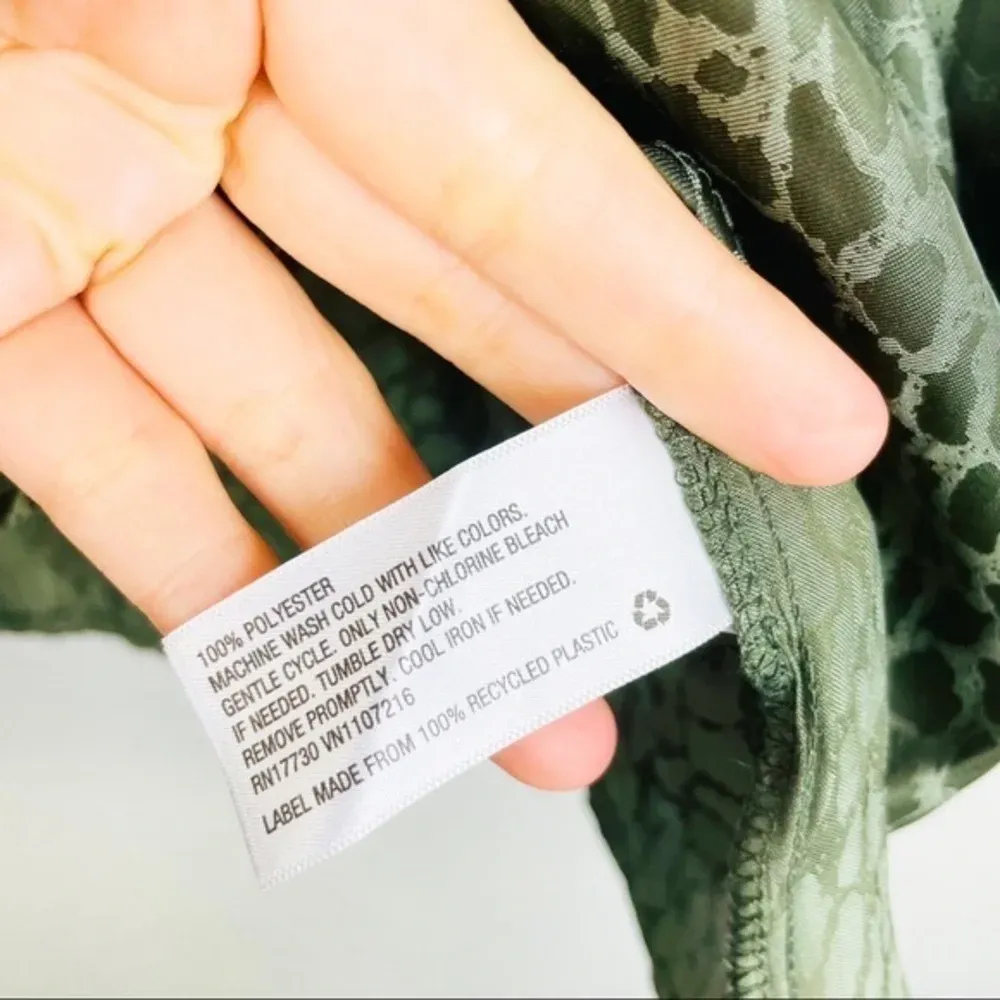 100% POLYESTER
MACHINE WASH COLD WITH LIKE COLORS.
GENTLE CYCLE. ONLY NON-CHLORINE BLEACH
IF NEEDED. TUMBLE DRY LOW.
REMOVE PROMPTLY. COOL IRON IF NEEDED.
RN17730 VN1107216
LABEL MADE FROM 100% RECYCLED PLASTIC